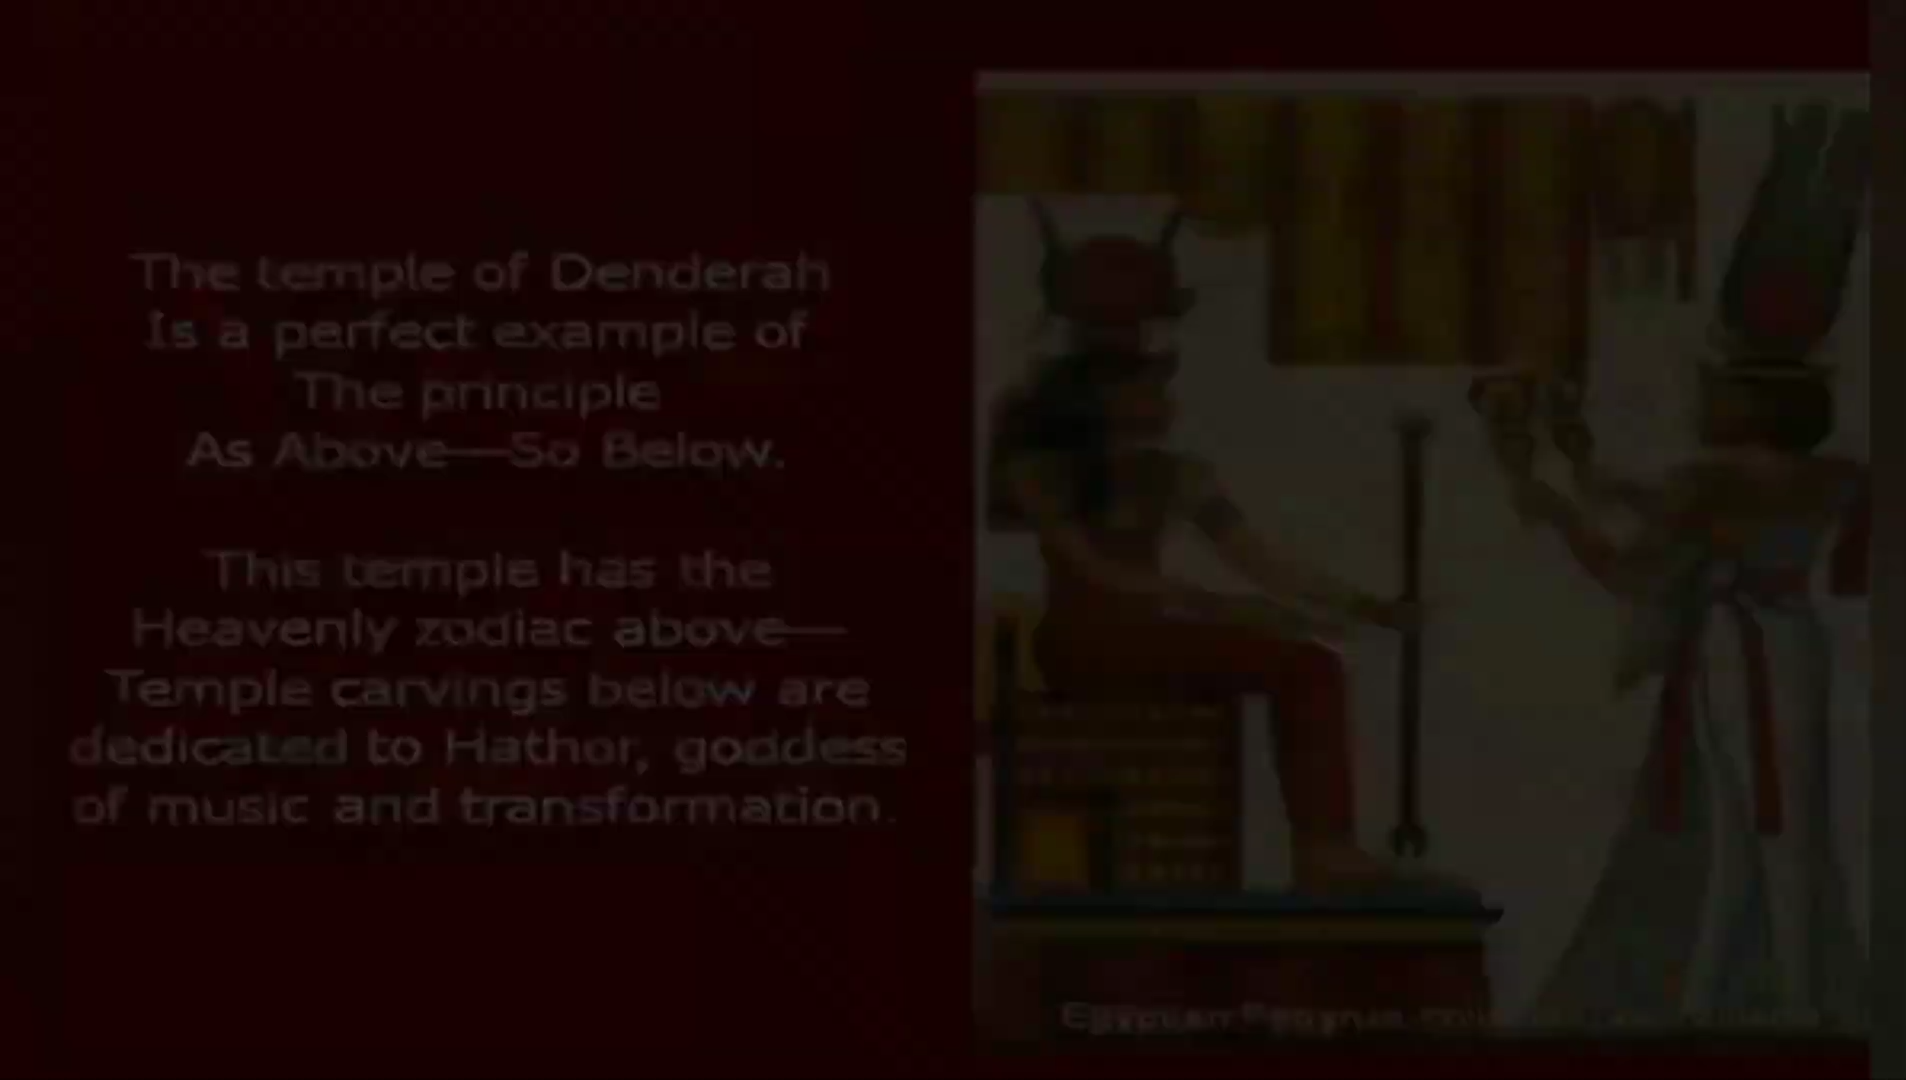 The temple of Denderah
Is a perfect example of
The principle
As Above—So Below.
This temple has the
Heavenly zodiac above—
Temple carvings below are
dedicated to Hathor, goddess
of music and transformation.
Egyptian Papyrus